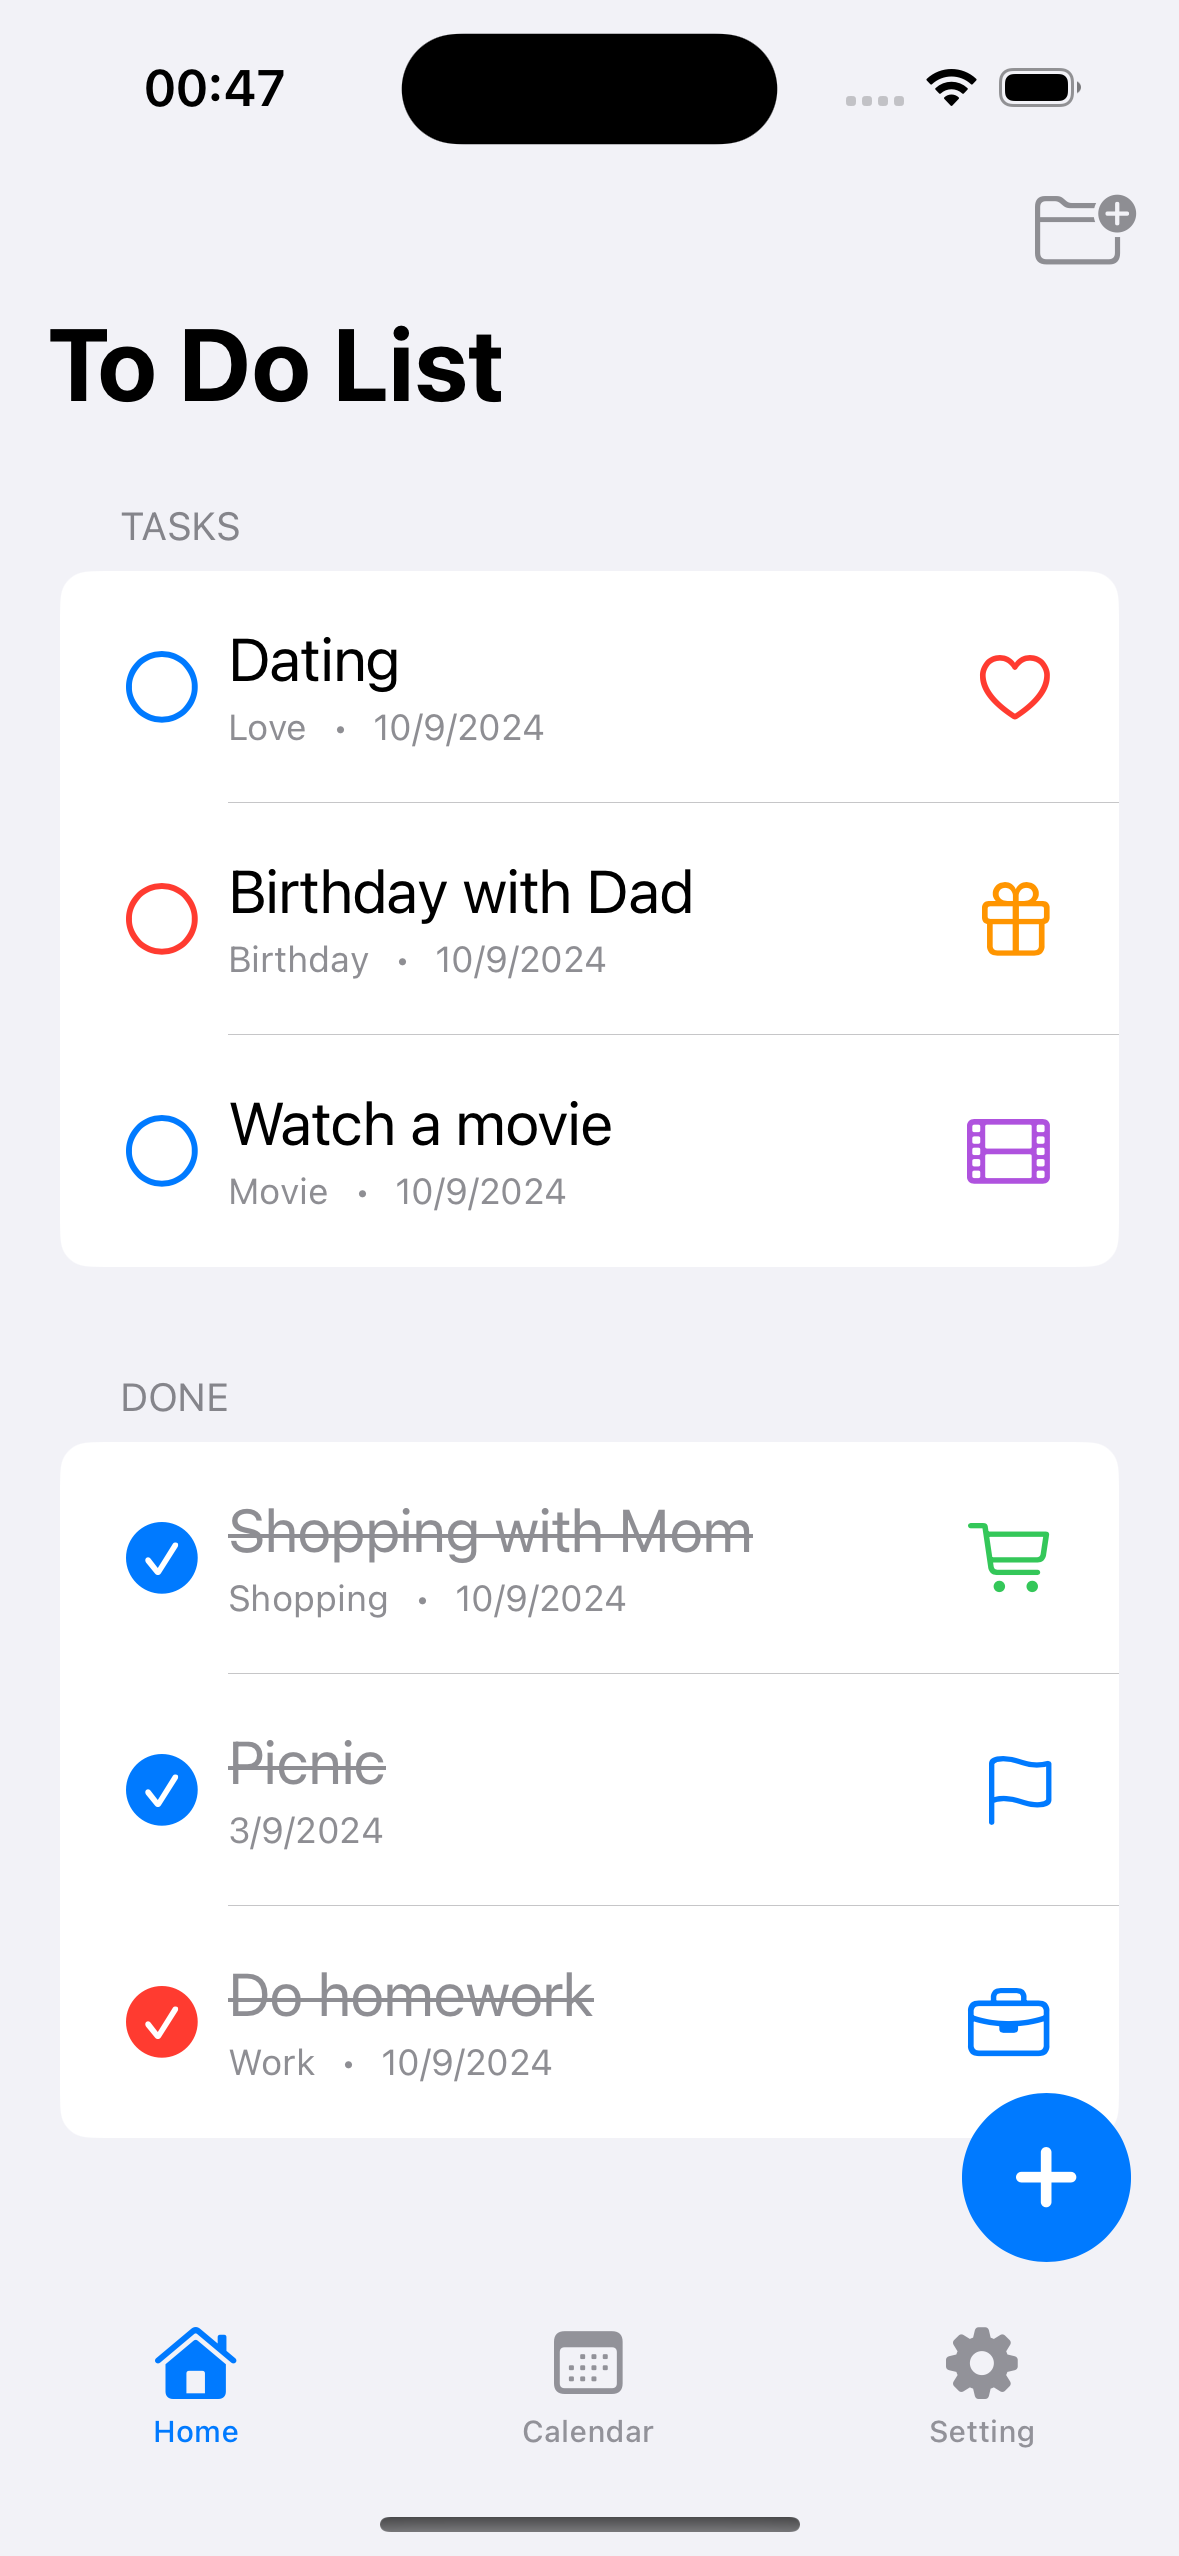 00:47
To Do List
TASKS
Dating
Love • 10/9/2024
Birthday with Dad
Birthday • 10/9/2024
Watch a movie
Movie • 10/9/2024
DONE
Shopping with Mom
Shopping • 10/9/2024
Picnic
3/9/2024
Do homework
Work • 10/9/2024
Home
Calendar
Setting